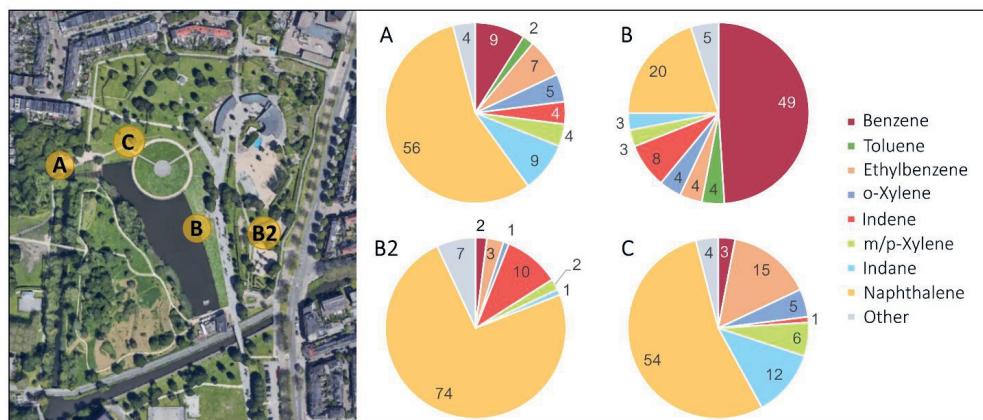 A
B
C
A
B
B2
4
9
2
7
5
4
4
9
56
5
49
20
3
3
8
4
4
4
Benzene
Toluene
Ethylbenzene
o-Xylene
Indene
m/p-Xylene
Indane
Naphthalene
Other
B2
C
7
2
3
1
10
2
1
74
4
3
15
5
1
6
12
54